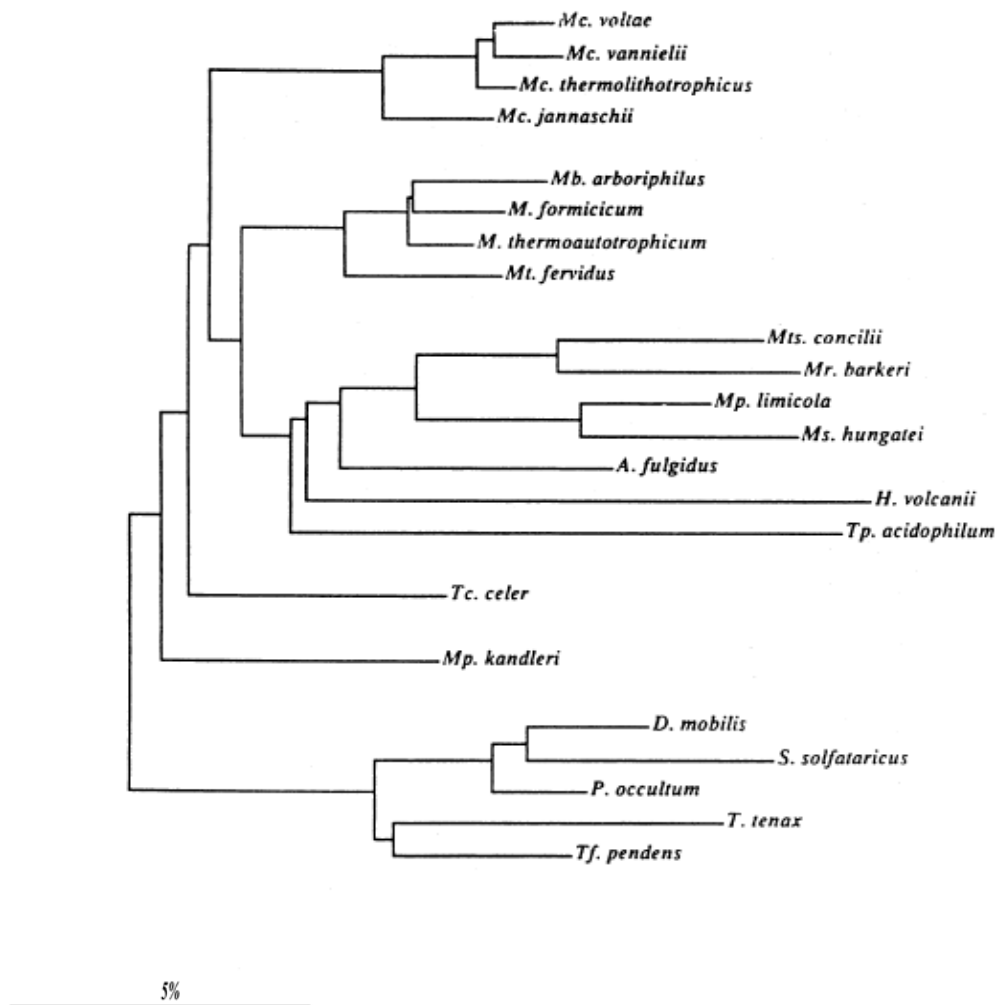 Mc. voltae
Mc. vannielii
Mc. thermolithotrophicus
Mc. jannaschii
Mb. arboriphilus
M. formicicum
M. thermoautotrophicum
Mt. fervidus
Mts. concilii
Mr. barkeri
Mp. limicola
Ms. hungatei
A. fulgidus
H. volcanii
Tp. acidophilum
Tc. celer
Mp. kandleri
D. mobilis
S. solfataricus
P. occultum
T. tenax
Tf. pendens
5%